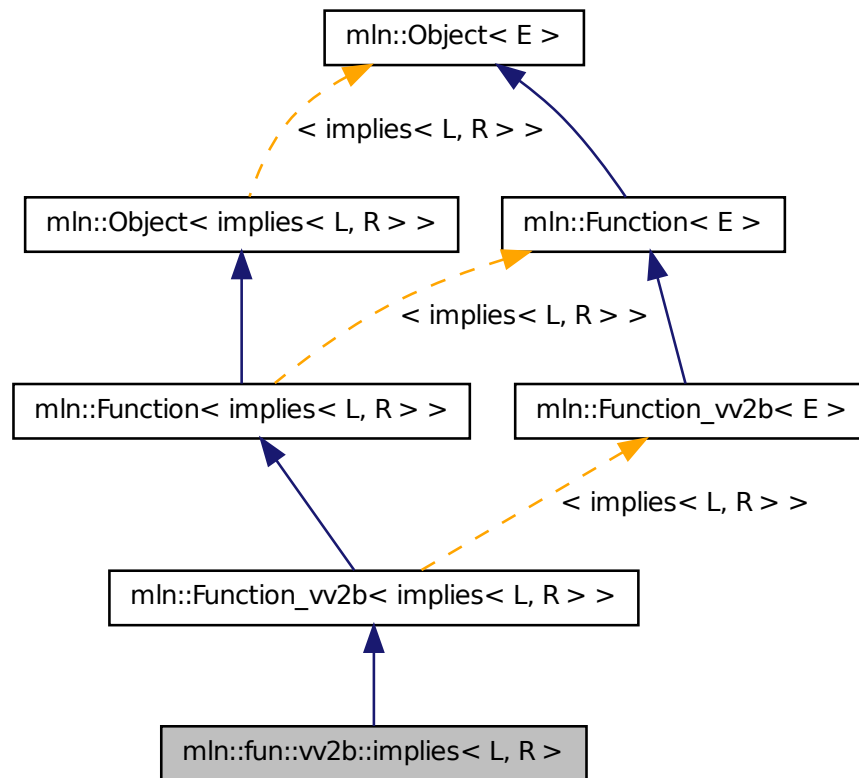 mln::Object< E >
< implies< L, R > >
mln::Object< implies< L, R > >
mln::Function< E >
< implies< L, R > >
mln::Function< implies< L, R > >
mln::Function_vv2b< E >
< implies< L, R > >
mln::Function_vv2b< implies< L, R > >
mln::fun::vv2b::implies< L, R >